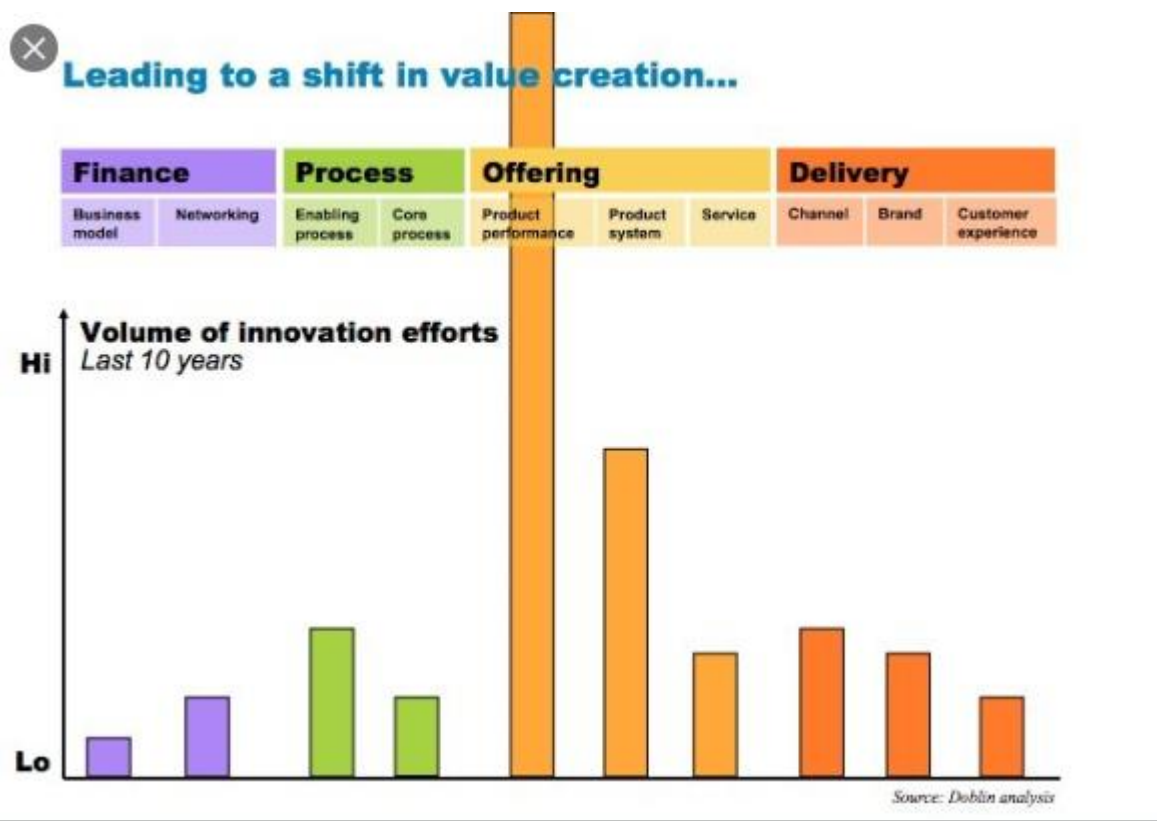 Leading to a shift in value creation...
Finance
Process
Offering
Delivery
Business model
Networking
Enabling process
Core process
Product performance
Product system
Service
Channel
Brand
Customer experience
Volume of innovation efforts
Last 10 years
Hi
Lo
Source: Doblin analysis